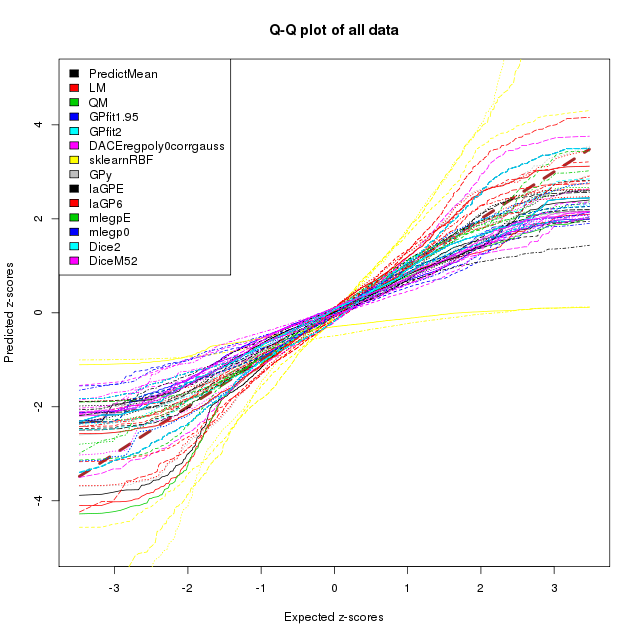 Q-Q plot of all data
PredictMean
LM
QM
GPfit1.95
GPfit2
DACEregpoly0corrgauss
sklearnRBF
GPy
laGPE
laGP6
mlegpE
mlegp0
Dice2
DiceM52
Predicted z-scores
4
2
0
-2
-4
-3 -2 -1 0 1 2 3
Expected z-scores